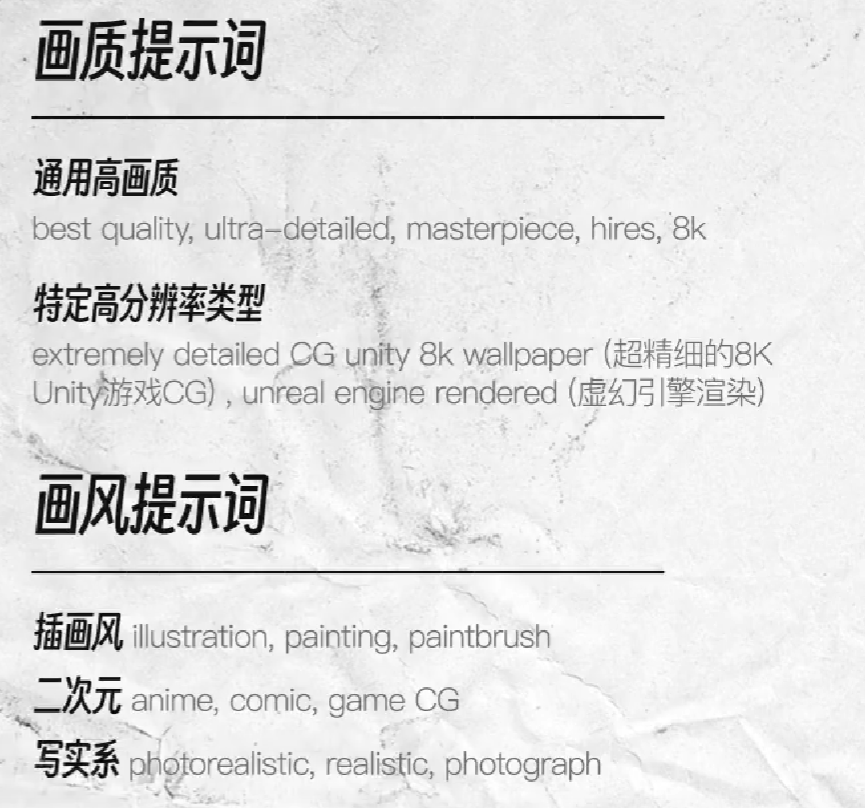 画质提示词
通用高画质
best quality, ultra-detailed, masterpiece, hires, 8k
特定高分辨率类型
extremely detailed CG unity 8k wallpaper (超精细的8K
Unity游戏CG) , unreal engine rendered (虚幻引擎渲染)
画风提示词
插画风 illustration, painting, paintbrush
二次元 anime, comic, game CG
写实系 photorealistic, realistic, photograph